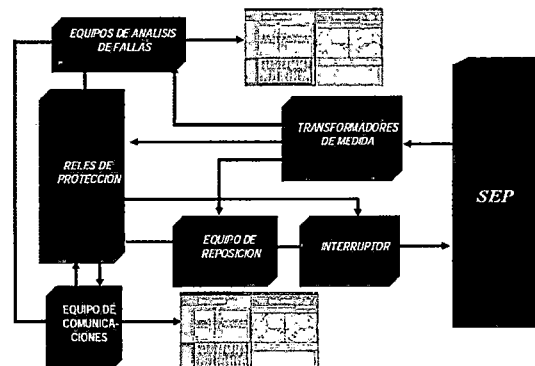 EQUIPOS DE ANALISIS
DE FALLAS
TRANSFORMADORES
DE MEDIDA
RELES DE
PROTECCIÓN
SEP
EQUIPO DE
REPOSICION
INTERRUPTOR
EQUIPO DE
COMUNICA-
CIONES